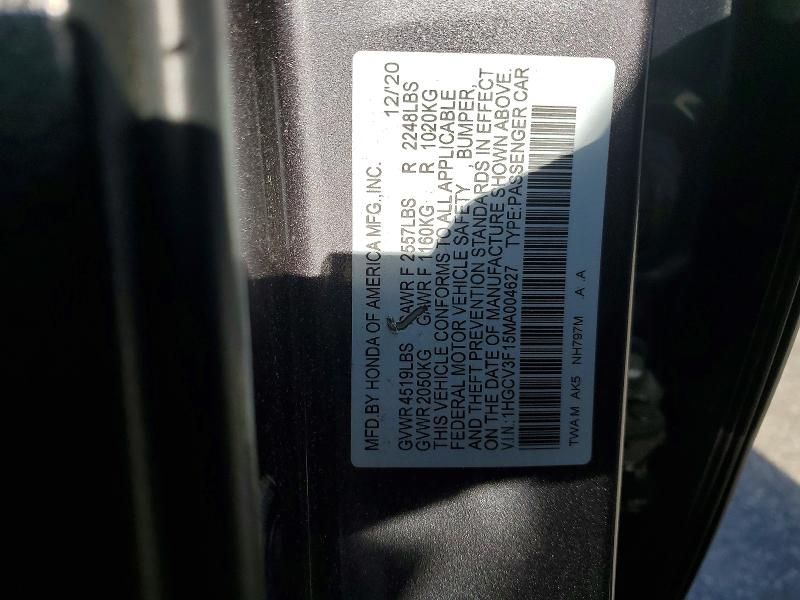 MFD.BY HONDA OF AMERICA MFG.,INC. 12/'20
GVWR 4519LBS GAWR F 2557LBS R 2248LBS
GVWR 2050KG GAWR F 1160KG R 1020KG
THIS VEHICLE CONFORMS TO ALL APPLICABLE
FEDERAL MOTOR VEHICLE SAFETY , BUMPER,
AND THEFT PREVENTION STANDARDS IN EFFECT
ON THE DATE OF MANUFACTURE SHOWN ABOVE.
V.I.N.:1HGCV3F15MA004627 TYPE:PASSENGER CAR
TWA M AK5 NH797M .A .A